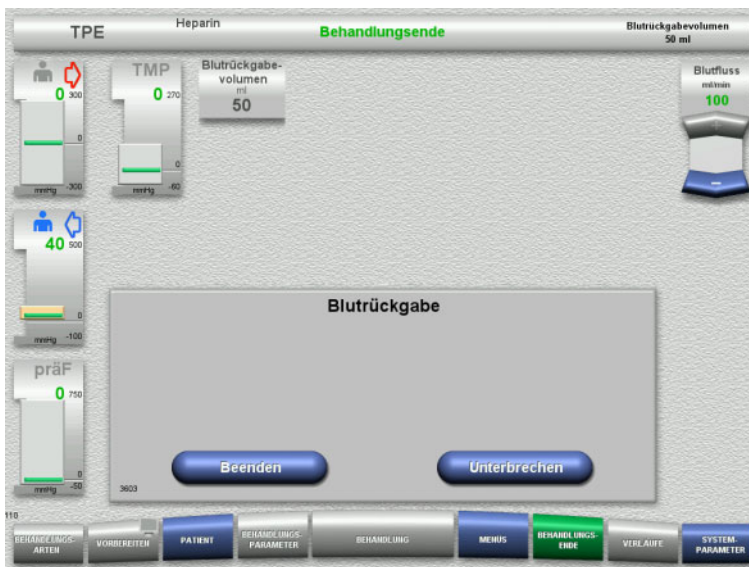 TPE
Heparin
Behandlungsende
Blutrückgabevolumen
50 ml
0 300
0
-300
mmHg
TMP
0 270
0
-60
mmHg
Blutrückgabe-
volumen
ml
50
Blutfluss
ml/min
100
+
−
40 500
0
-100
mmHg
präF
0 750
0
-50
mmHg
Blutrückgabe
Beenden
Unterbrechen
3603
110
BEHANDLUNGS-
ARTEN
VORBEREITEN
PATIENT
BEHANDLUNGS-
PARAMETER
BEHANDLUNG
MENÜS
BEHANDLUNGS-
ENDE
VERLÄUFE
SYSTEM-
PARAMETER